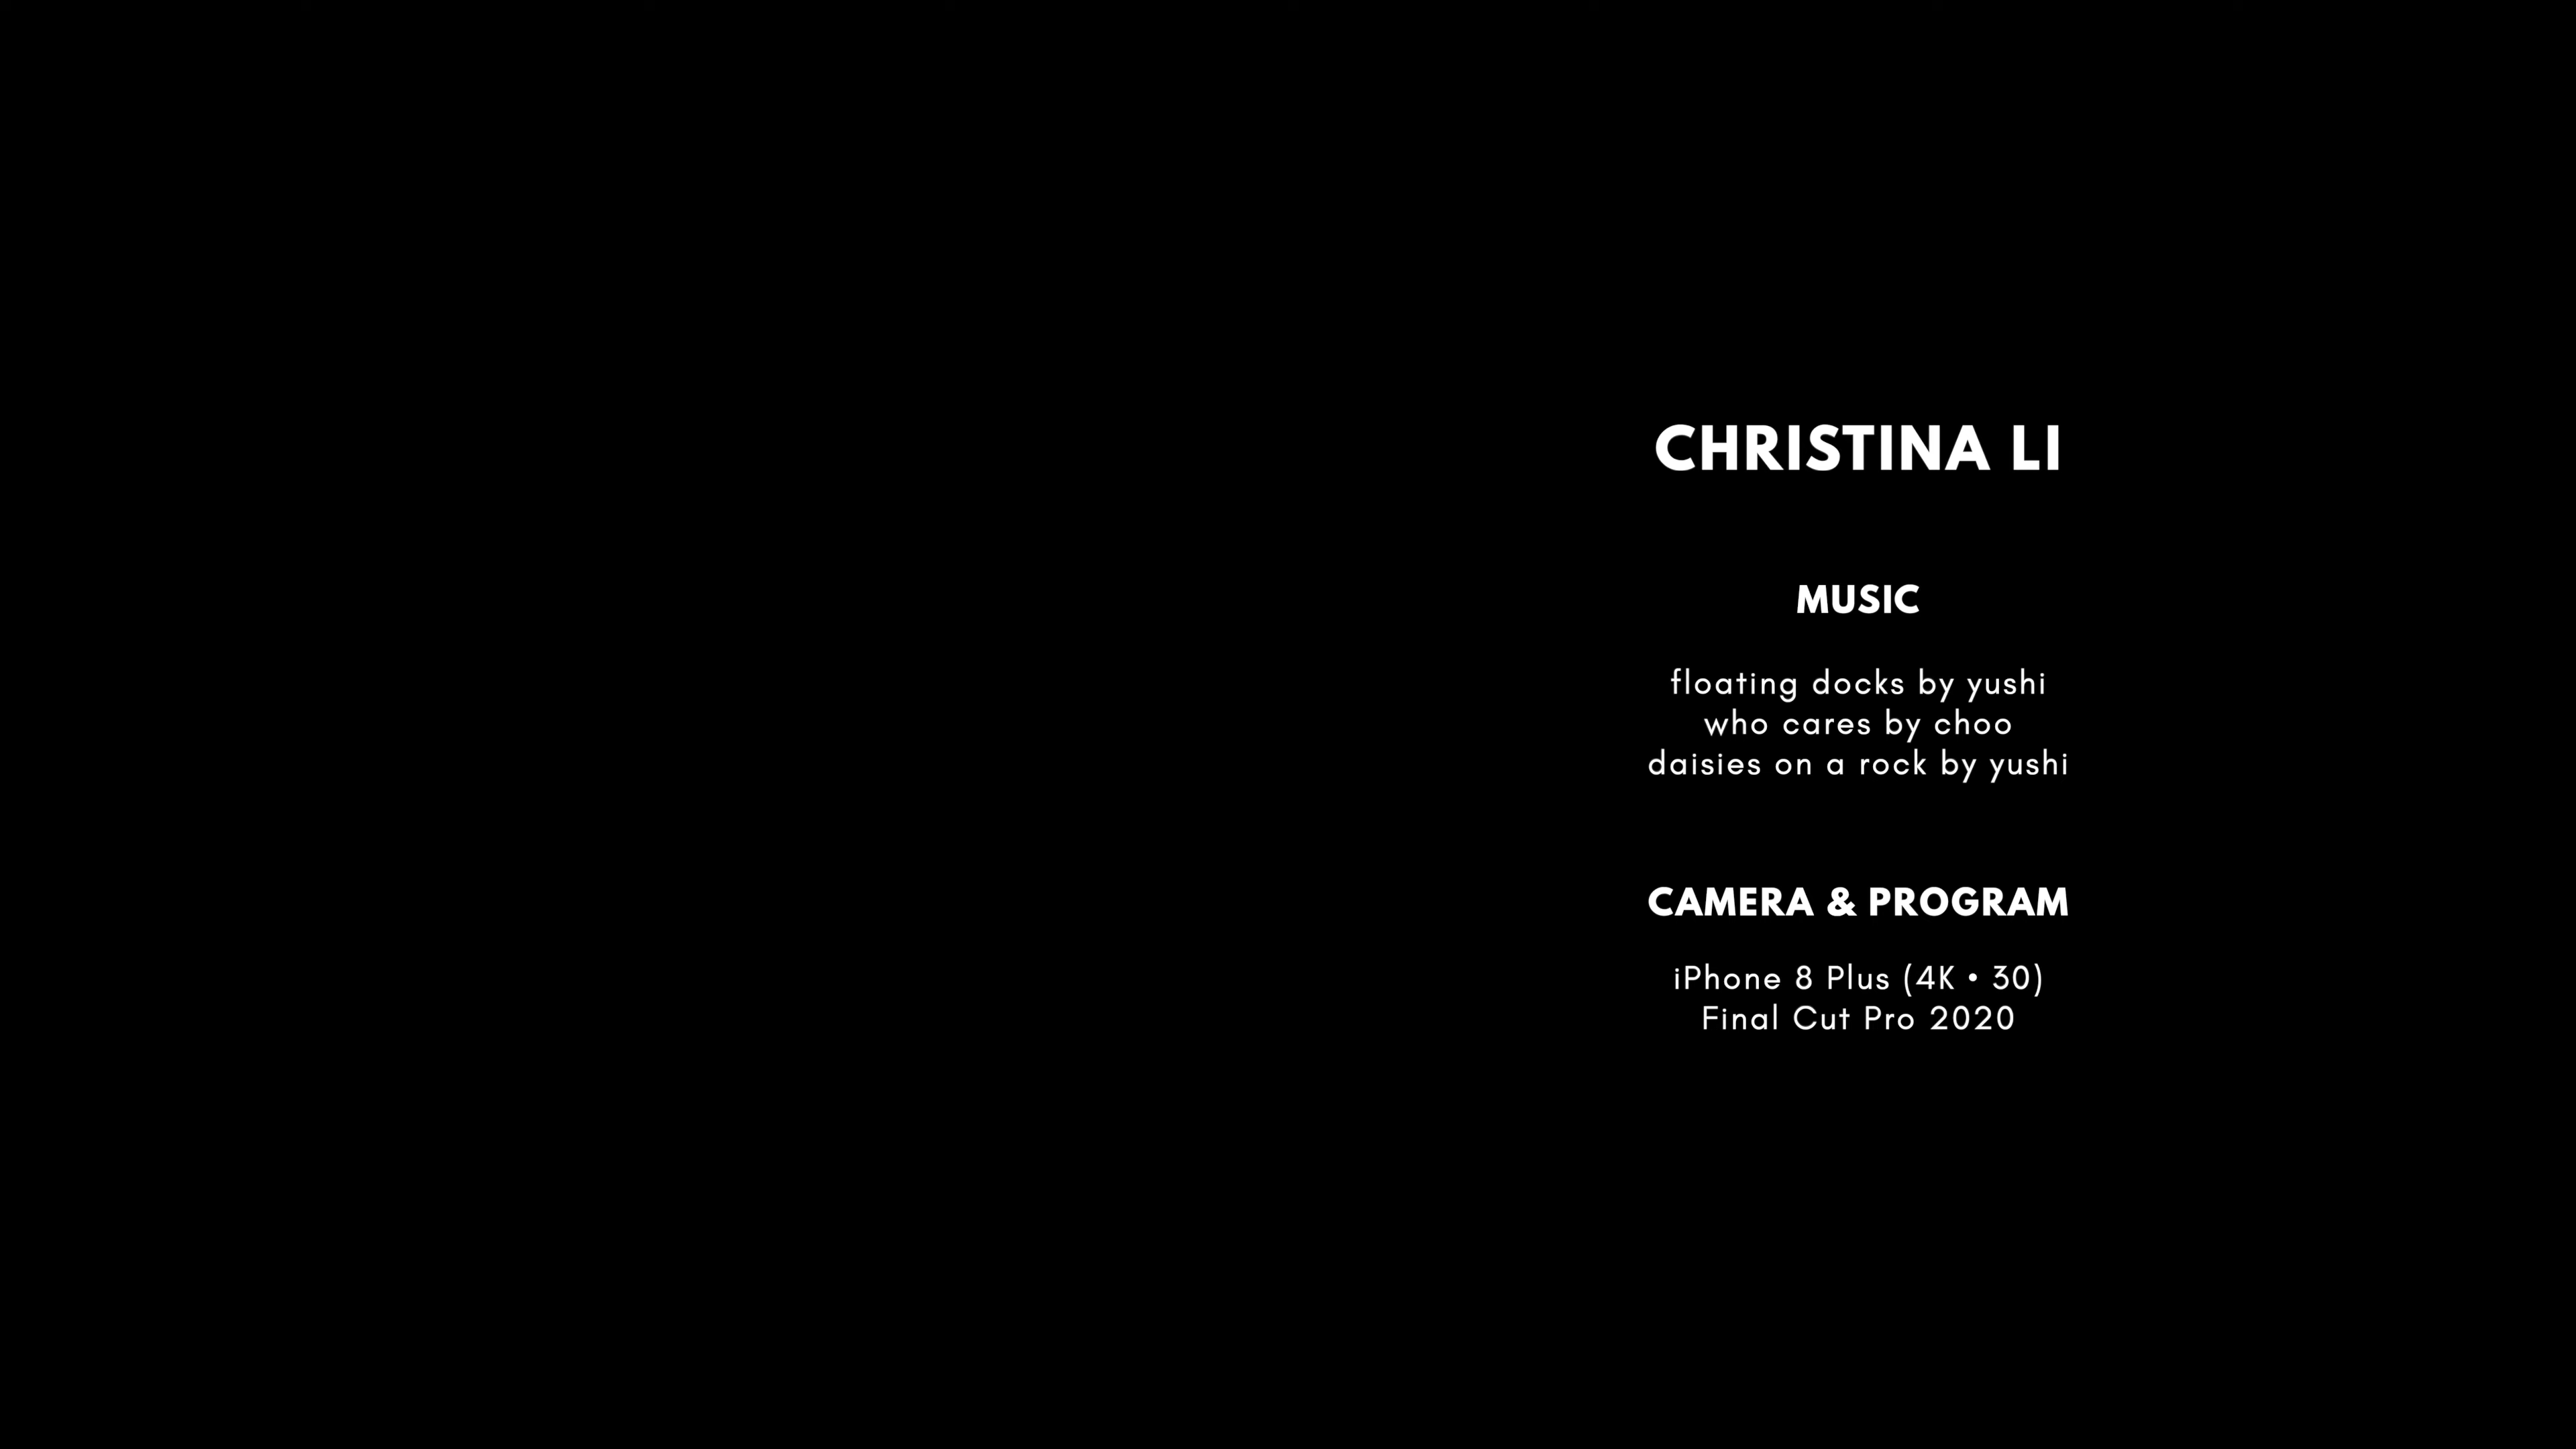 CHRISTINA LI
MUSIC
floating docks by yushi
who cares by choo
daisies on a rock by yushi
CAMERA & PROGRAM
iPhone 8 Plus (4K • 30)
Final Cut Pro 2020